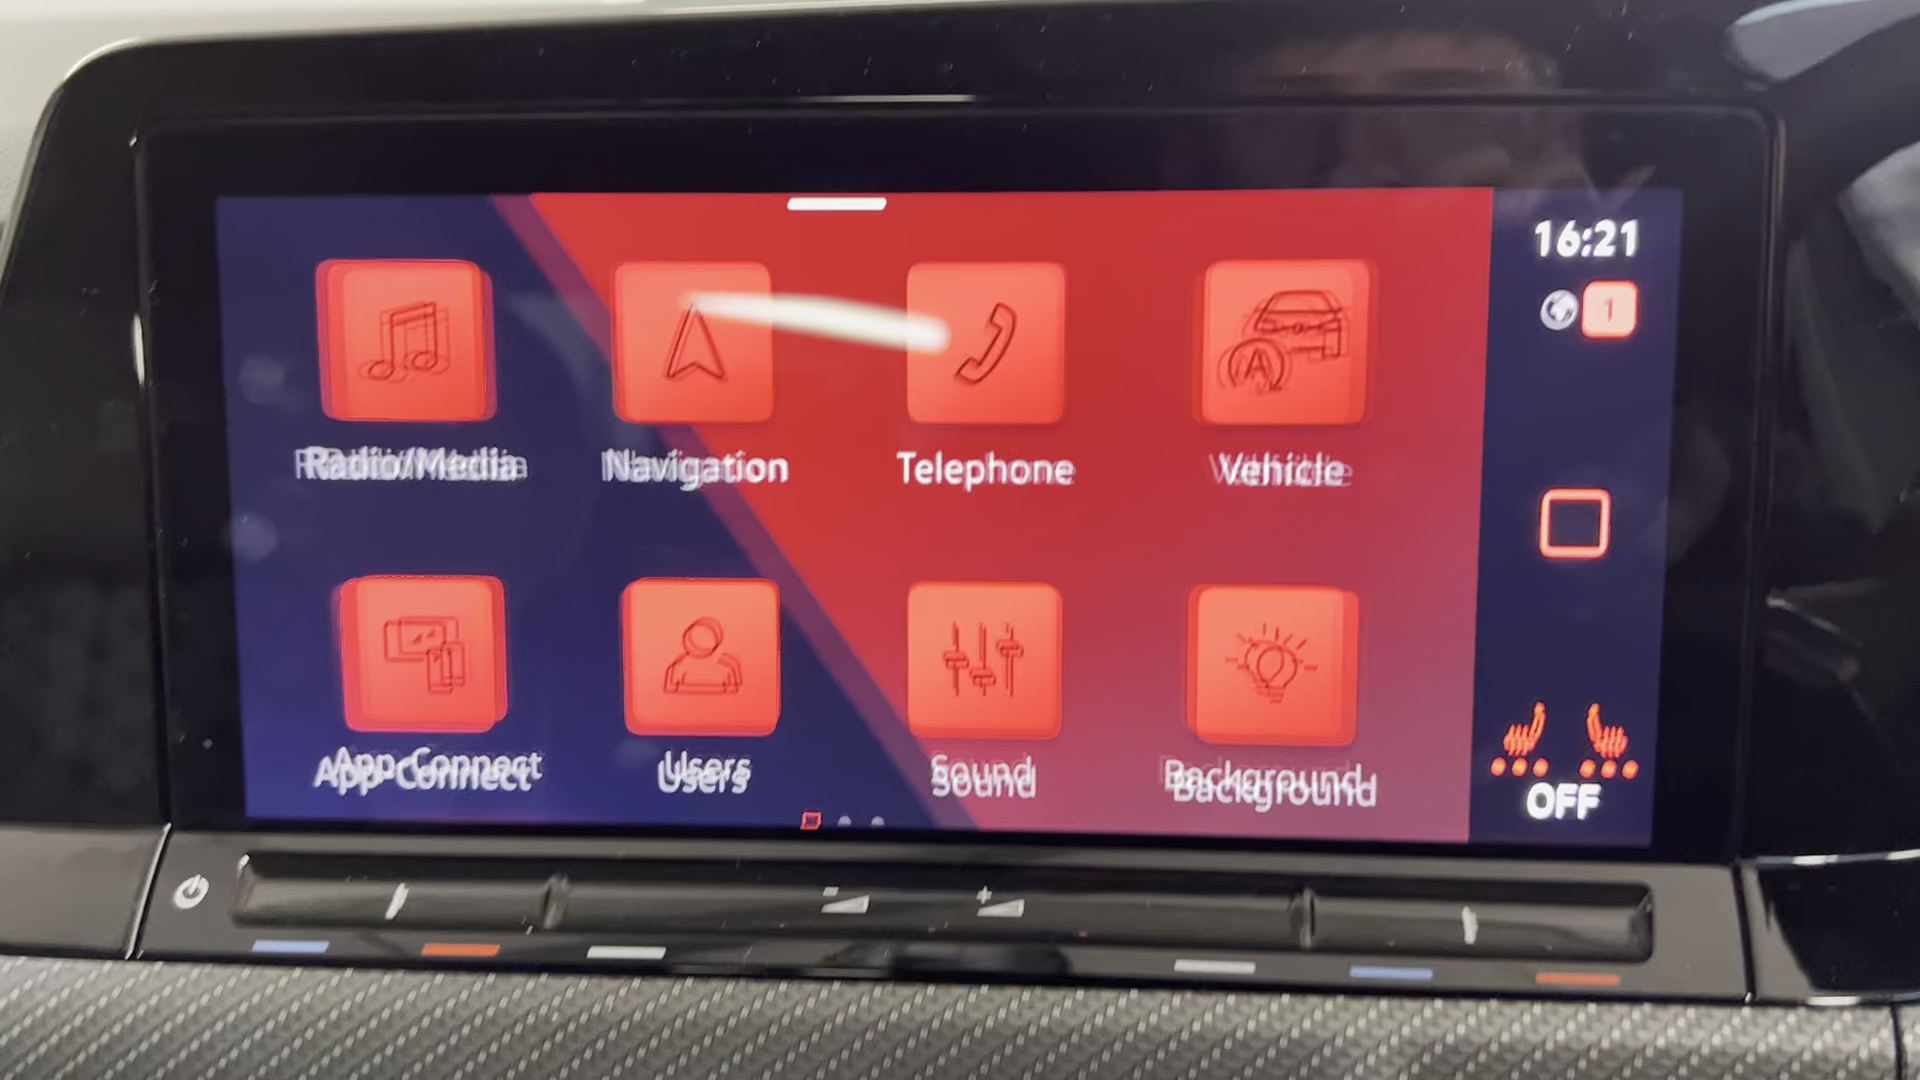 16:21
1
Radio/Media
Navigation
Telephone
Vehicle
A
App-Connect
Users
Sound
Background
OFF